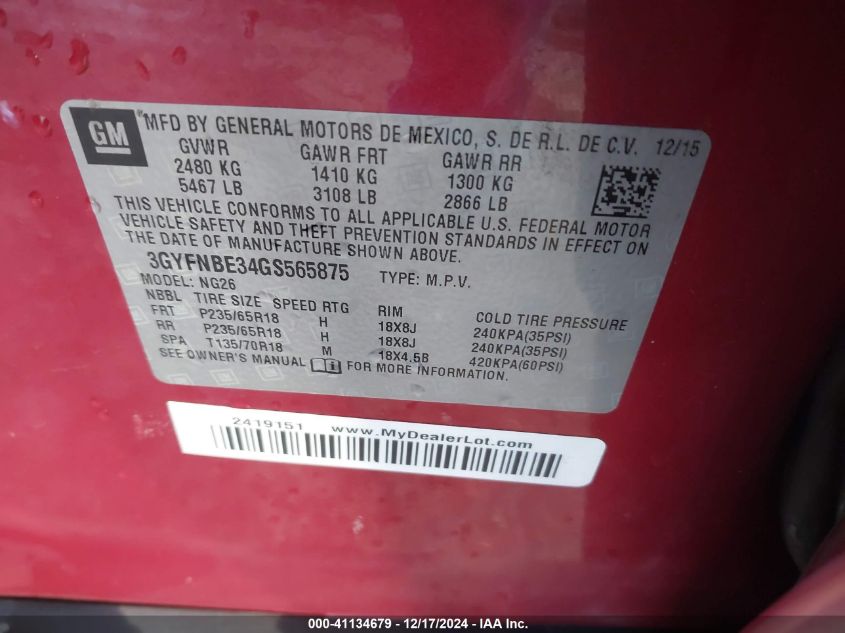 GM
MFD BY GENERAL MOTORS DE MEXICO, S. DE R.L. DE C.V. 12/15
GVWR GAWR FRT GAWR RR
2480 KG 1410 KG 1300 KG
5467 LB 3108 LB 2866 LB
THIS VEHICLE CONFORMS TO ALL APPLICABLE U.S. FEDERAL MOTOR
VEHICLE SAFETY AND THEFT PREVENTION STANDARDS IN EFFECT ON
THE DATE OF MANUFACTURE SHOWN ABOVE.
3GYFNBE34GS565875 TYPE: M.P.V.
MODEL: NG26
NBBL TIRE SIZE SPEED RTG RIM COLD TIRE PRESSURE
FRT P235/65R18 H 18X8J 240KPA(35PSI)
RR P235/65R18 H 18X8J 240KPA(35PSI)
SPA T135/70R18 M 18X4.5B 420KPA(60PSI)
SEE OWNER'S MANUAL FOR MORE INFORMATION.
2419151 www.MyDealerLot.com
000-41134679 - 12/17/2024 - IAA Inc.